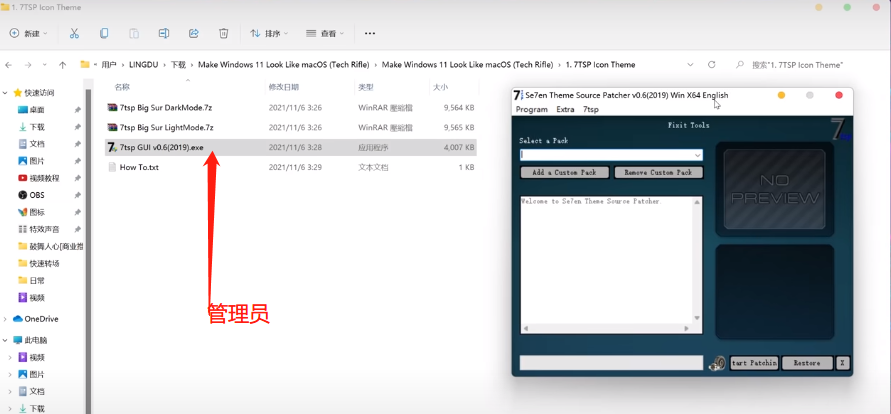 1. 7TSP Icon Theme
新建
排序
查看
用户 › LINGDU › 下载 › Make Windows 11 Look Like macOS (Tech Rifle) › Make Windows 11 Look Like macOS (Tech Rifle) › 1. 7TSP Icon Theme
搜索"1. 7TSP Icon Theme"
快速访问
桌面
下载
文档
图片
视频教程
OBS
图标
特效声音
鼓舞人心[商业推
快速转场
日常
视频
OneDrive
此电脑
视频
图片
文档
下载
名称 修改日期 类型 大小
7tsp Big Sur DarkMode.7z 2021/11/6 3:26 WinRAR 壓縮檔 9,564 KB
7tsp Big Sur LightMode.7z 2021/11/6 3:26 WinRAR 壓縮檔 9,565 KB
7tsp GUI v0.6(2019).exe 2021/11/6 3:28 应用程序 4,007 KB
How To.txt 2021/11/6 3:29 文本文档 1 KB
管理员
Se7en Theme Source Patcher v0.6(2019) Win X64 English
Program Extra 7tsp
Fixit Tools
Select a Pack
Add a Custom Pack Remove Custom Pack
NO PREVIEW
Welcome to Se7en Theme Source Patcher
tart Patchin Restore X